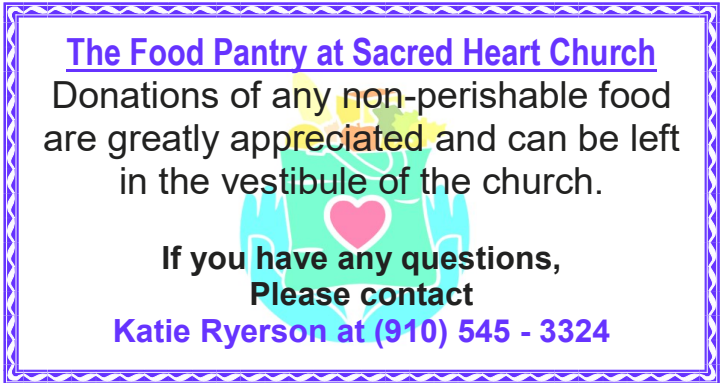 The Food Pantry at Sacred Heart Church
Donations of any non-perishable food
are greatly appreciated and can be left
in the vestibule of the church.
If you have any questions,
Please contact
Katie Ryerson at (910) 545 - 3324